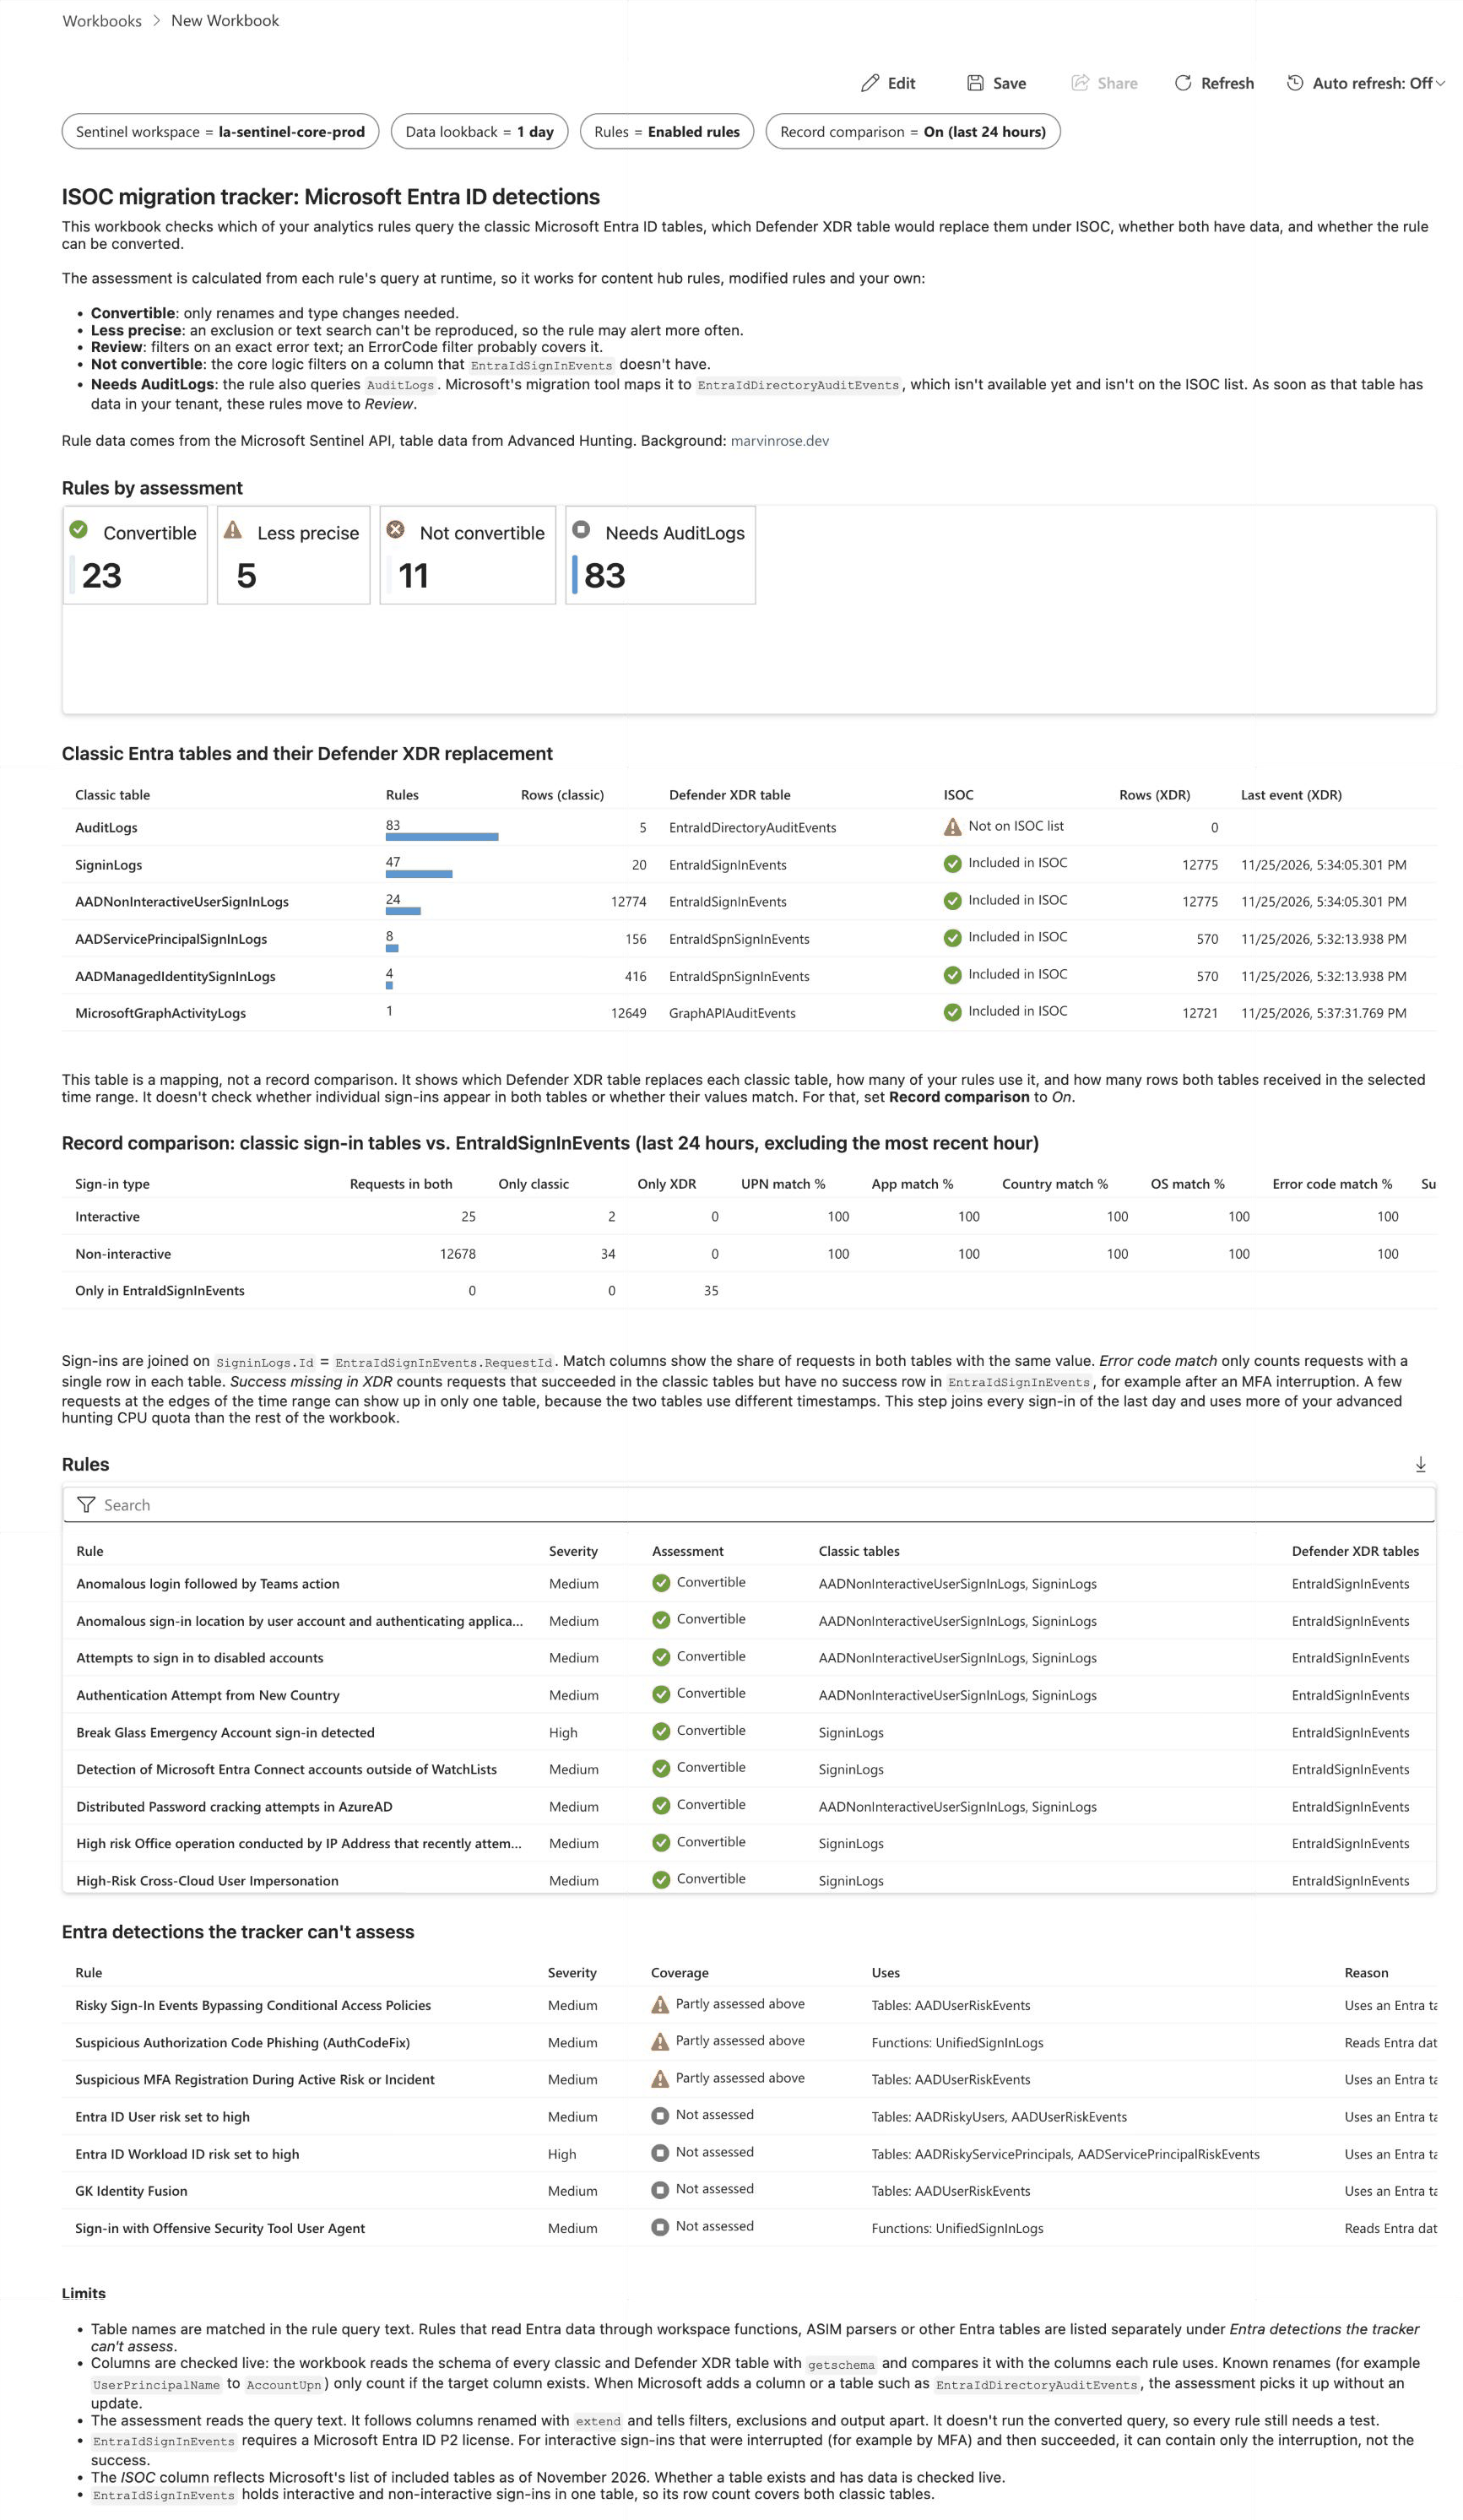 Workbooks > New Workbook
Edit Save Share Refresh Auto refresh: Off
Sentinel workspace = la-sentinel-core-prod Data lookback = 1 day Rules = Enabled rules Record comparison = On (last 24 hours)
ISOC migration tracker: Microsoft Entra ID detections
This workbook checks which of your analytics rules query the classic Microsoft Entra ID tables, which Defender XDR table would replace them under ISOC, whether both have data, and whether the rule
can be converted.
The assessment is calculated from each rule's query at runtime, so it works for content hub rules, modified rules and your own:
• Convertible: only renames and type changes needed.
• Less precise: an exclusion or text search can't be reproduced, so the rule may alert more often.
• Review: filters on an exact error text; an ErrorCode filter probably covers it.
• Not convertible: the core logic filters on a column that EntraIdSignInEvents doesn't have.
• Needs AuditLogs: the rule also queries AuditLogs. Microsoft's migration tool maps it to EntraIdDirectoryAuditEvents, which isn't available yet and isn't on the ISOC list. As soon as that table has
data in your tenant, these rules move to Review.
Rule data comes from the Microsoft Sentinel API, table data from Advanced Hunting. Background: marvinrose.dev
Rules by assessment
Convertible Less precise Not convertible Needs AuditLogs
23 5 11 83
Classic Entra tables and their Defender XDR replacement
Classic table Rules Rows (classic) Defender XDR table ISOC Rows (XDR) Last event (XDR)
AuditLogs 83 5 EntraIdDirectoryAuditEvents Not on ISOC list 0
SigninLogs 47 20 EntraIdSignInEvents Included in ISOC 12775 11/25/2026, 5:34:05.301 PM
AADNonInteractiveUserSignInLogs 24 12774 EntraIdSignInEvents Included in ISOC 12775 11/25/2026, 5:34:05.301 PM
AADServicePrincipalSignInLogs 8 156 EntraIdSpnSignInEvents Included in ISOC 570 11/25/2026, 5:32:13.938 PM
AADManagedIdentitySignInLogs 4 416 EntraIdSpnSignInEvents Included in ISOC 570 11/25/2026, 5:32:13.938 PM
MicrosoftGraphActivityLogs 1 12649 GraphAPIAuditEvents Included in ISOC 12721 11/25/2026, 5:37:31.769 PM
This table is a mapping, not a record comparison. It shows which Defender XDR table replaces each classic table, how many of your rules use it, and how many rows both tables received in the selected
time range. It doesn't check whether individual sign-ins appear in both tables or whether their values match. For that, set Record comparison to On.
Record comparison: classic sign-in tables vs. EntraIdSignInEvents (last 24 hours, excluding the most recent hour)
Sign-in type Requests in both Only classic Only XDR UPN match % App match % Country match % OS match % Error code match % Su
Interactive 25 2 0 100 100 100 100 100
Non-interactive 12678 34 0 100 100 100 100 100
Only in EntraIdSignInEvents 0 0 35
Sign-ins are joined on SigninLogs.Id = EntraIdSignInEvents.RequestId. Match columns show the share of requests in both tables with the same value. Error code match only counts requests with a
single row in each table. Success missing in XDR counts requests that succeeded in the classic tables but have no success row in EntraIdSignInEvents, for example after an MFA interruption. A few
requests at the edges of the time range can show up in only one table, because the two tables use different timestamps. This step joins every sign-in of the last day and uses more of your advanced
hunting CPU quota than the rest of the workbook.
Rules
Search
Rule Severity Assessment Classic tables Defender XDR tables
Anomalous login followed by Teams action Medium Convertible AADNonInteractiveUserSignInLogs, SigninLogs EntraIdSignInEvents
Anomalous sign-in location by user account and authenticating applica... Medium Convertible AADNonInteractiveUserSignInLogs, SigninLogs EntraIdSignInEvents
Attempts to sign in to disabled accounts Medium Convertible AADNonInteractiveUserSignInLogs, SigninLogs EntraIdSignInEvents
Authentication Attempt from New Country Medium Convertible AADNonInteractiveUserSignInLogs, SigninLogs EntraIdSignInEvents
Break Glass Emergency Account sign-in detected High Convertible SigninLogs EntraIdSignInEvents
Detection of Microsoft Entra Connect accounts outside of WatchLists Medium Convertible SigninLogs EntraIdSignInEvents
Distributed Password cracking attempts in AzureAD Medium Convertible AADNonInteractiveUserSignInLogs, SigninLogs EntraIdSignInEvents
High risk Office operation conducted by IP Address that recently attem... Medium Convertible SigninLogs EntraIdSignInEvents
High-Risk Cross-Cloud User Impersonation Medium Convertible SigninLogs EntraIdSignInEvents
Entra detections the tracker can't assess
Rule Severity Coverage Uses Reason
Risky Sign-In Events Bypassing Conditional Access Policies Medium Partly assessed above Tables: AADUserRiskEvents Uses an Entra ta
Suspicious Authorization Code Phishing (AuthCodeFix) Medium Partly assessed above Functions: UnifiedSignInLogs Reads Entra dat
Suspicious MFA Registration During Active Risk or Incident Medium Partly assessed above Tables: AADUserRiskEvents Uses an Entra ta
Entra ID User risk set to high Medium Not assessed Tables: AADRiskyUsers, AADUserRiskEvents Uses an Entra ta
Entra ID Workload ID risk set to high High Not assessed Tables: AADRiskyServicePrincipals, AADServicePrincipalRiskEvents Uses an Entra ta
GK Identity Fusion Medium Not assessed Tables: AADUserRiskEvents Uses an Entra ta
Sign-in with Offensive Security Tool User Agent Medium Not assessed Functions: UnifiedSignInLogs Reads Entra dat
Limits
• Table names are matched in the rule query text. Rules that read Entra data through workspace functions, ASIM parsers or other Entra tables are listed separately under Entra detections the tracker
can't assess.
• Columns are checked live: the workbook reads the schema of every classic and Defender XDR table with getschema and compares it with the columns each rule uses. Known renames (for example
UserPrincipalName to AccountUpn) only count if the target column exists. When Microsoft adds a column or a table such as EntraIdDirectoryAuditEvents, the assessment picks it up without an
update.
• The assessment reads the query text. It follows columns renamed with extend and tells filters, exclusions and output apart. It doesn't run the converted query, so every rule still needs a test.
• EntraIdSignInEvents requires a Microsoft Entra ID P2 license. For interactive sign-ins that were interrupted (for example by MFA) and then succeeded, it can contain only the interruption, not the
success.
• The ISOC column reflects Microsoft's list of included tables as of November 2026. Whether a table exists and has data is checked live.
• EntraIdSignInEvents holds interactive and non-interactive sign-ins in one table, so its row count covers both classic tables.